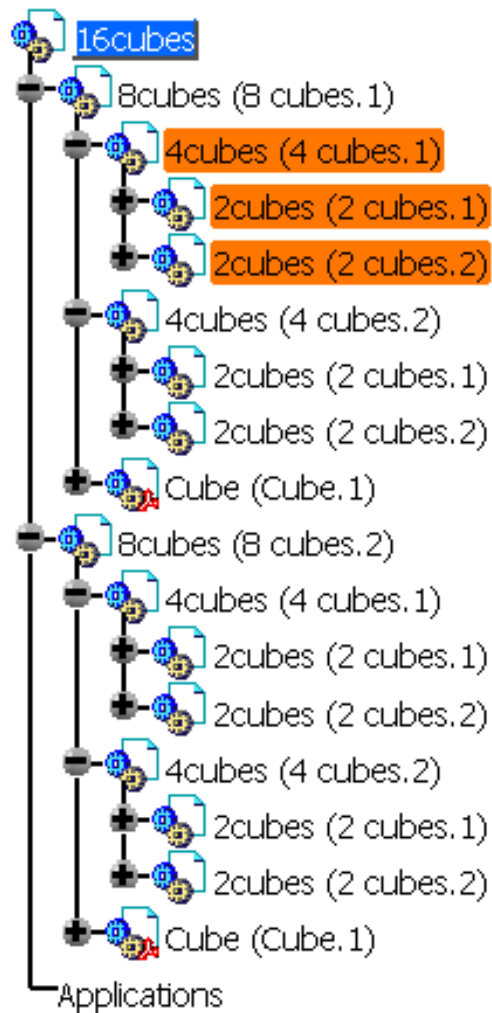 16cubes
8cubes (8 cubes.1)
4cubes (4 cubes.1)
2cubes (2 cubes.1)
2cubes (2 cubes.2)
4cubes (4 cubes.2)
2cubes (2 cubes.1)
2cubes (2 cubes.2)
Cube (Cube.1)
8cubes (8 cubes.2)
4cubes (4 cubes.1)
2cubes (2 cubes.1)
2cubes (2 cubes.2)
4cubes (4 cubes.2)
2cubes (2 cubes.1)
2cubes (2 cubes.2)
Cube (Cube.1)
Applications